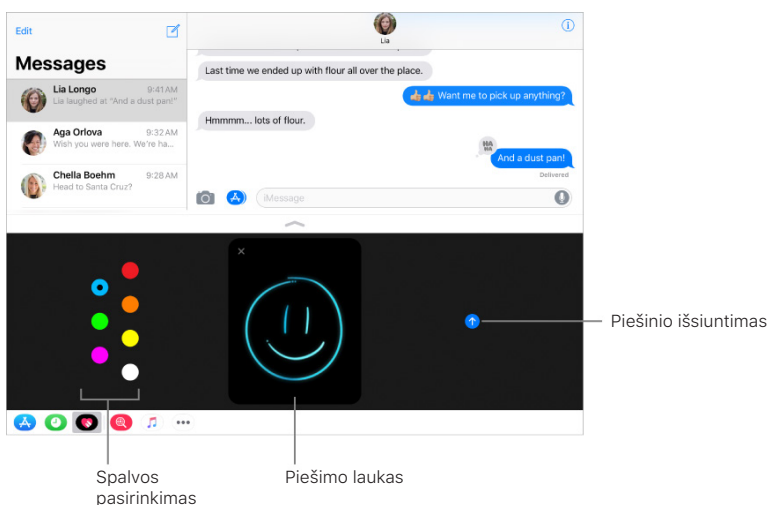 Edit
Lia
Messages
Last time we ended up with flour all over the place.
Lia Longo 9:41 AM
Lia laughed at “And a dust pan!”
👍🏼👍🏼 Want me to pick up anything?
Hmmmm... lots of flour.
Aga Orlova 9:32 AM
Wish you were here. We're ha...
HA
HA
And a dust pan!
Delivered
Chella Boehm 9:28 AM
Head to Santa Cruz?
iMessage
Piešinio išsiuntimas
Spalvos
pasirinkimas
Piešimo laukas